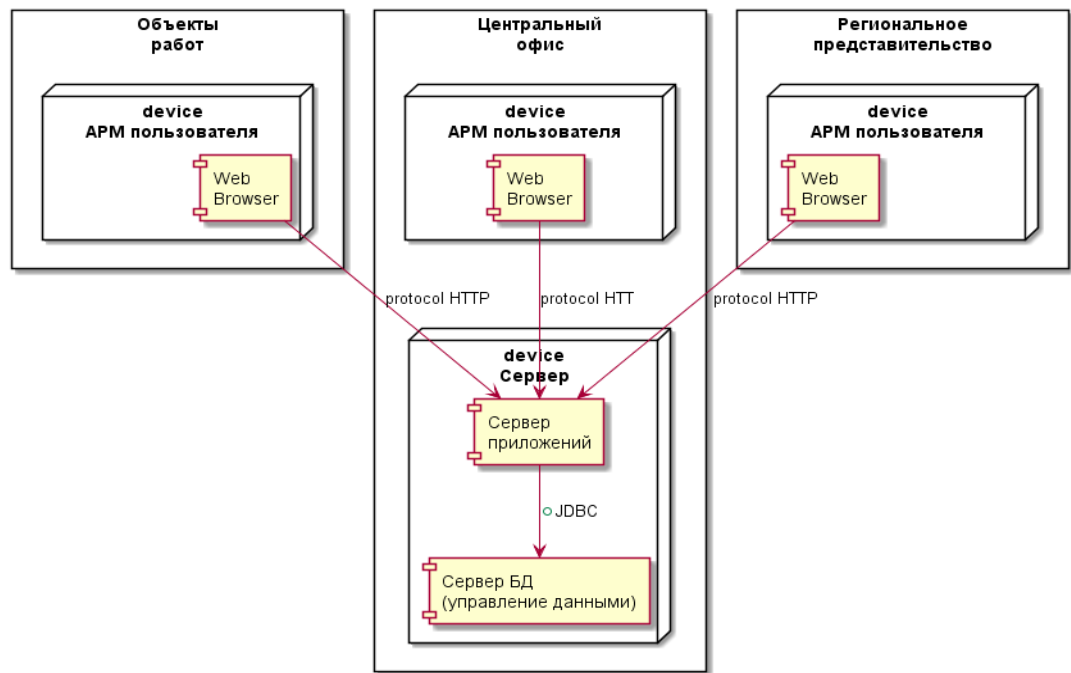 Объекты
работ
Центральный
офис
Региональное
представительство
device
АРМ пользователя
device
АРМ пользователя
device
АРМ пользователя
Web
Browser
Web
Browser
Web
Browser
protocol HTTP
protocol HTT
protocol HTTP
device
Сервер
Сервер
приложений
JDBC
Сервер БД
(управление данными)